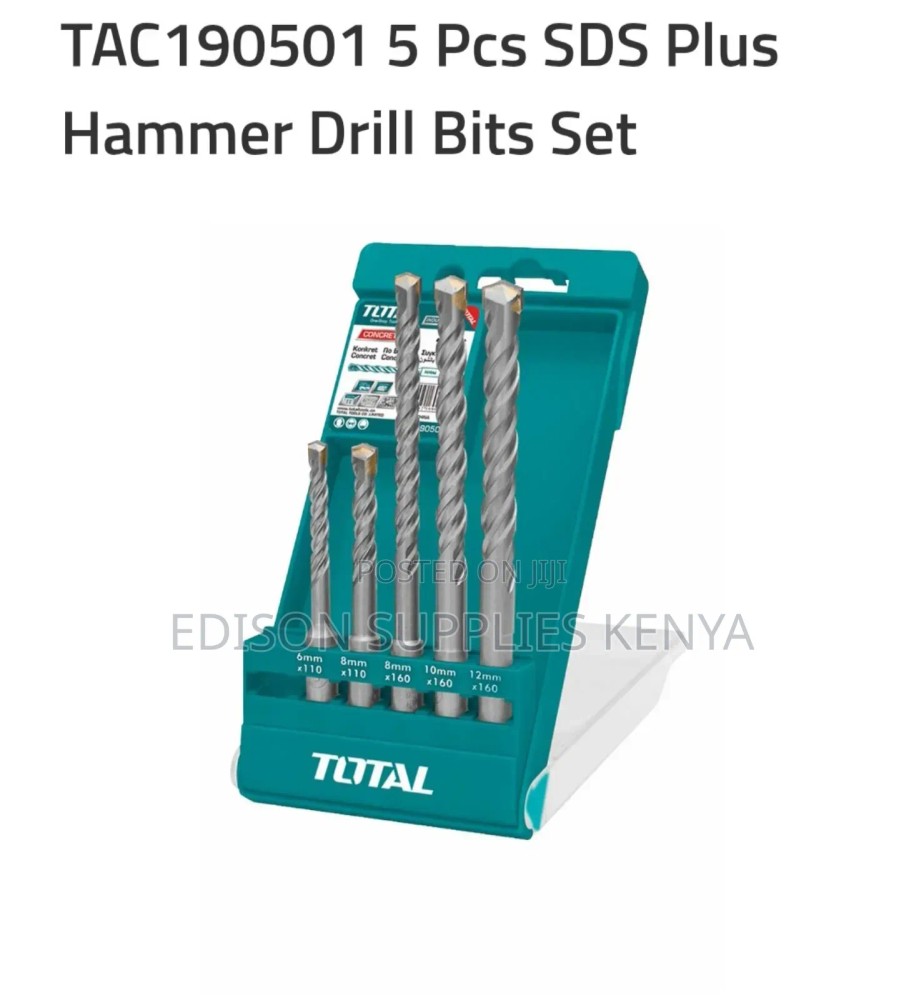 TAC190501 5 Pcs SDS Plus
Hammer Drill Bits Set
TOTAL
CONCRET
Konkret
Concret
POSTED ON JIJI
EDISON SUPPLIES KENYA
6mm x110
8mm x110
8mm x160
10mm x160
12mm x160
TOTAL